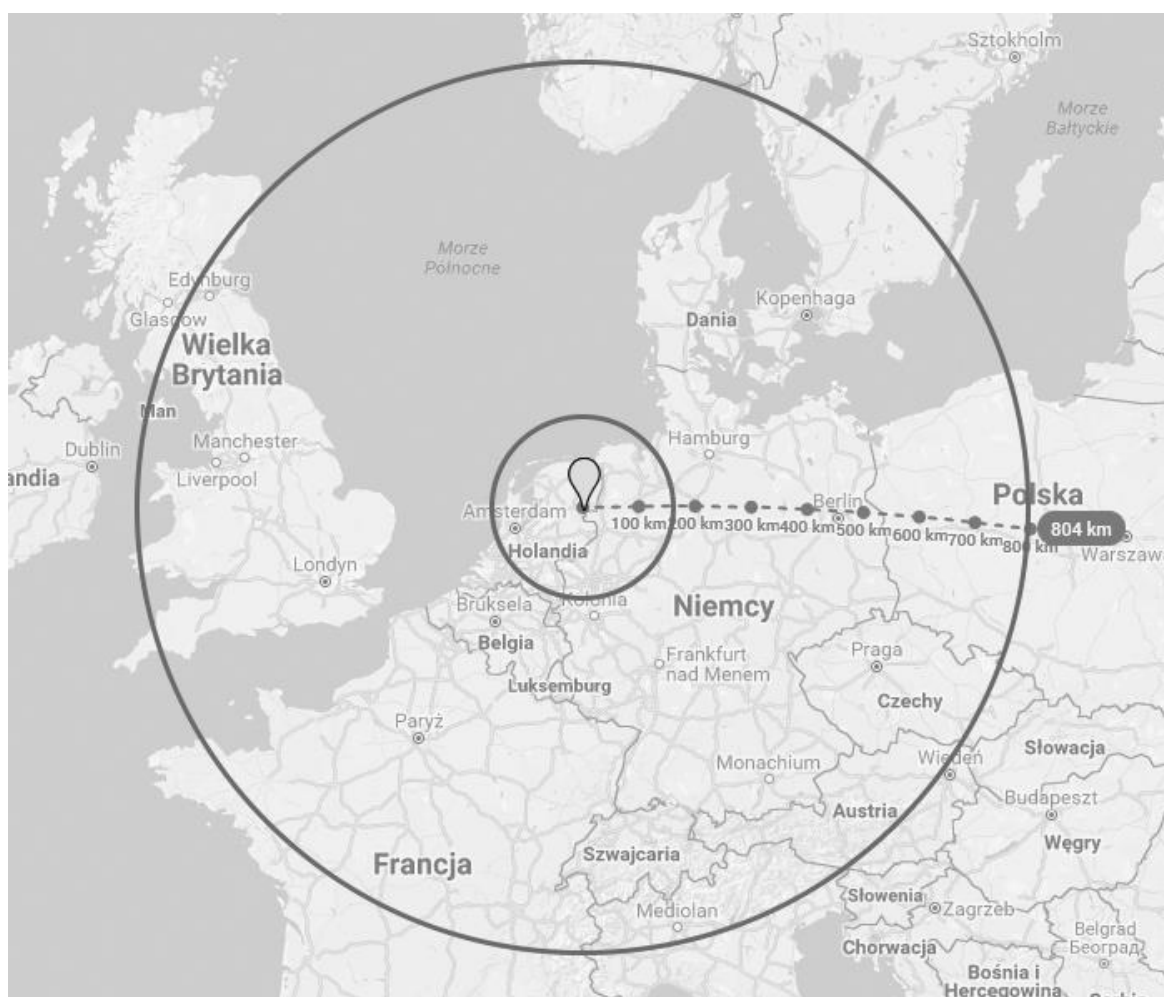 Sztokholm
Morze
Bałtyckie
Morze
Północne
Edynburg
Glasgow
Kopenhaga
Dania
Wielka
Brytania
Man
Hamburg
Manchester
Dublin
Liverpool
andia
Polska
Amsterdam
Berlin
100 km
200 km
300 km
400 km
500 km
600 km
700 km
800 km
804 km
Warszawa
Holandia
Londyn
Bruksela
Kolonia
Niemcy
Belgia
Frankfurt
nad Menem
Praga
Luksemburg
Czechy
Paryż
Słowacja
Monachium
Wiedeń
Budapeszt
Austria
Węgry
Szwajcaria
Francja
Słowenia
Mediolan
Zagrzeb
Belgrad
Београд
Chorwacja
Bośnia i
Hercegowina